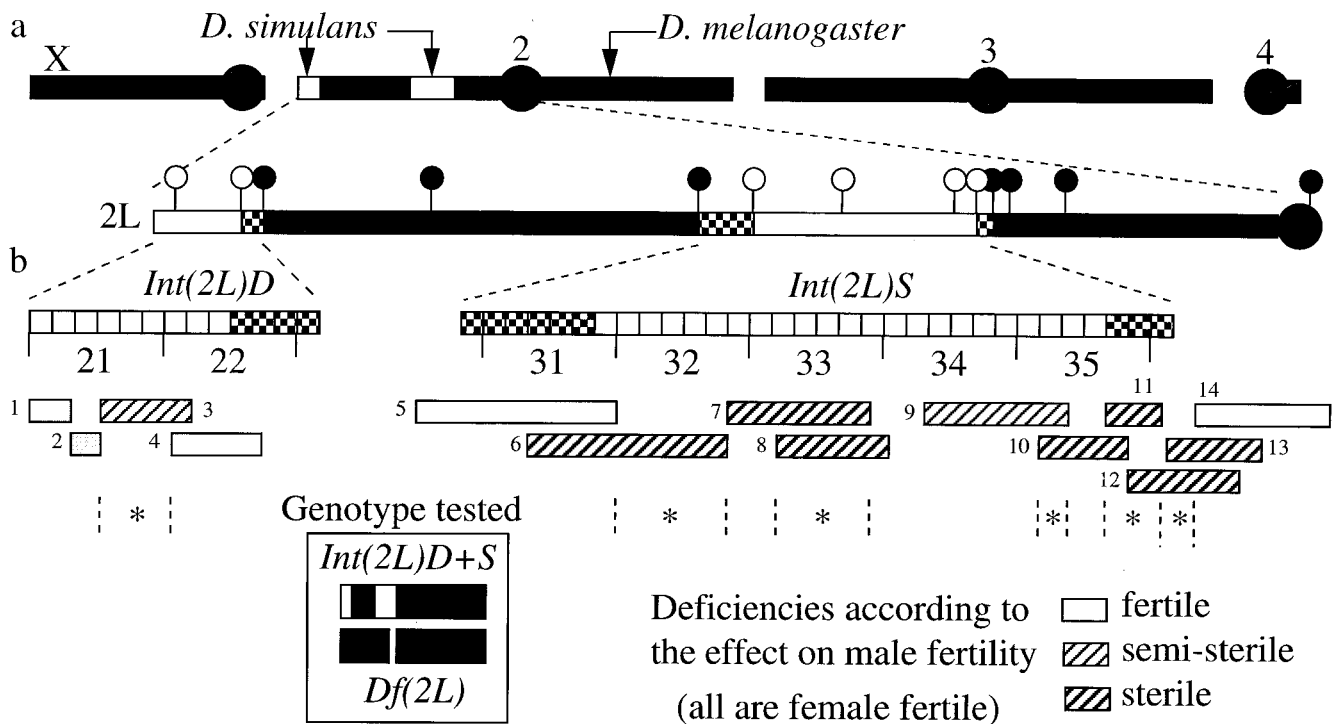 a
D. simulans
D. melanogaster
X
2
3
4
2L
b
Int(2L)D
Int(2L)S
21 22 31 32 33 34 35
1 3 5 7 9 11 14
2 4 6 8 10 13
12
* * * * * *
Genotype tested
Int(2L)D+S
Df(2L)
Deficiencies according to
the effect on male fertility
(all are female fertile)
fertile
semi-sterile
sterile